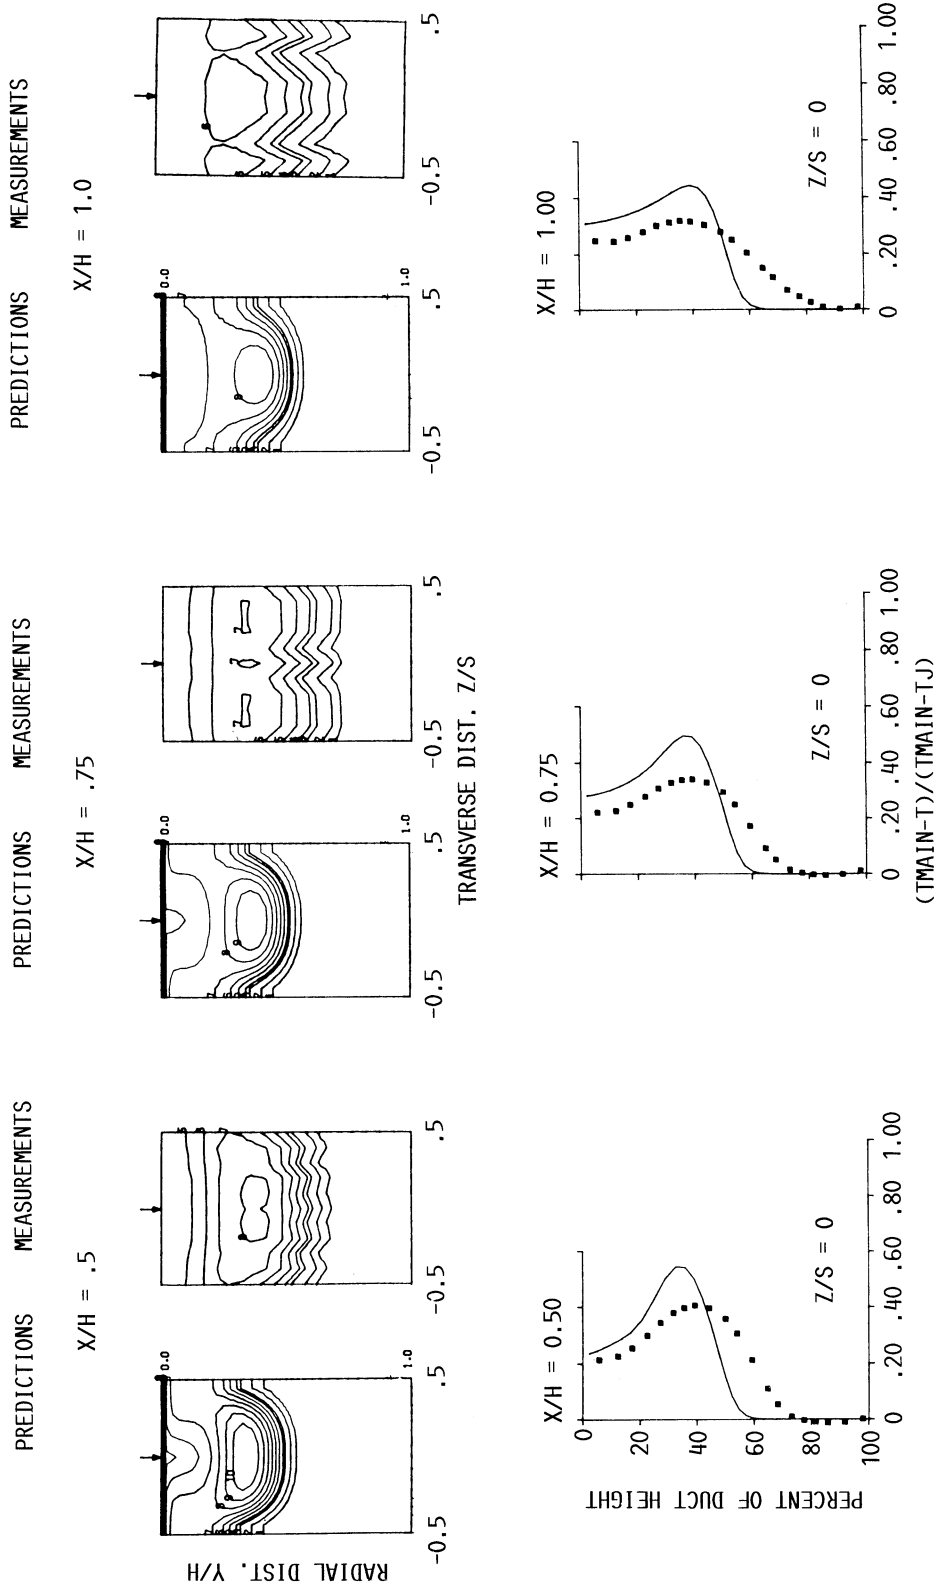 PREDICTIONS MEASUREMENTS PREDICTIONS MEASUREMENTS PREDICTIONS MEASUREMENTS
X/H = .5 X/H = .75 X/H = 1.0
RADIAL DIST. Y/H
0.0 0.0 0.0
10
1.0 1.0 1.0
-0.5 .5 -0.5 .5 -0.5 .5 -0.5 .5 -0.5 .5 -0.5 .5
TRANSVERSE DIST. Z/S
X/H = 0.50 X/H = 0.75 X/H = 1.00
PERCENT OF DUCT HEIGHT
0
20
40
60
80
100
Z/S = 0 Z/S = 0 Z/S = 0
0 .20 .40 .60 .80 1.00 0 .20 .40 .60 .80 1.00 0 .20 .40 .60 .80 1.00
(TMAIN-T)/(TMAIN-TJ)